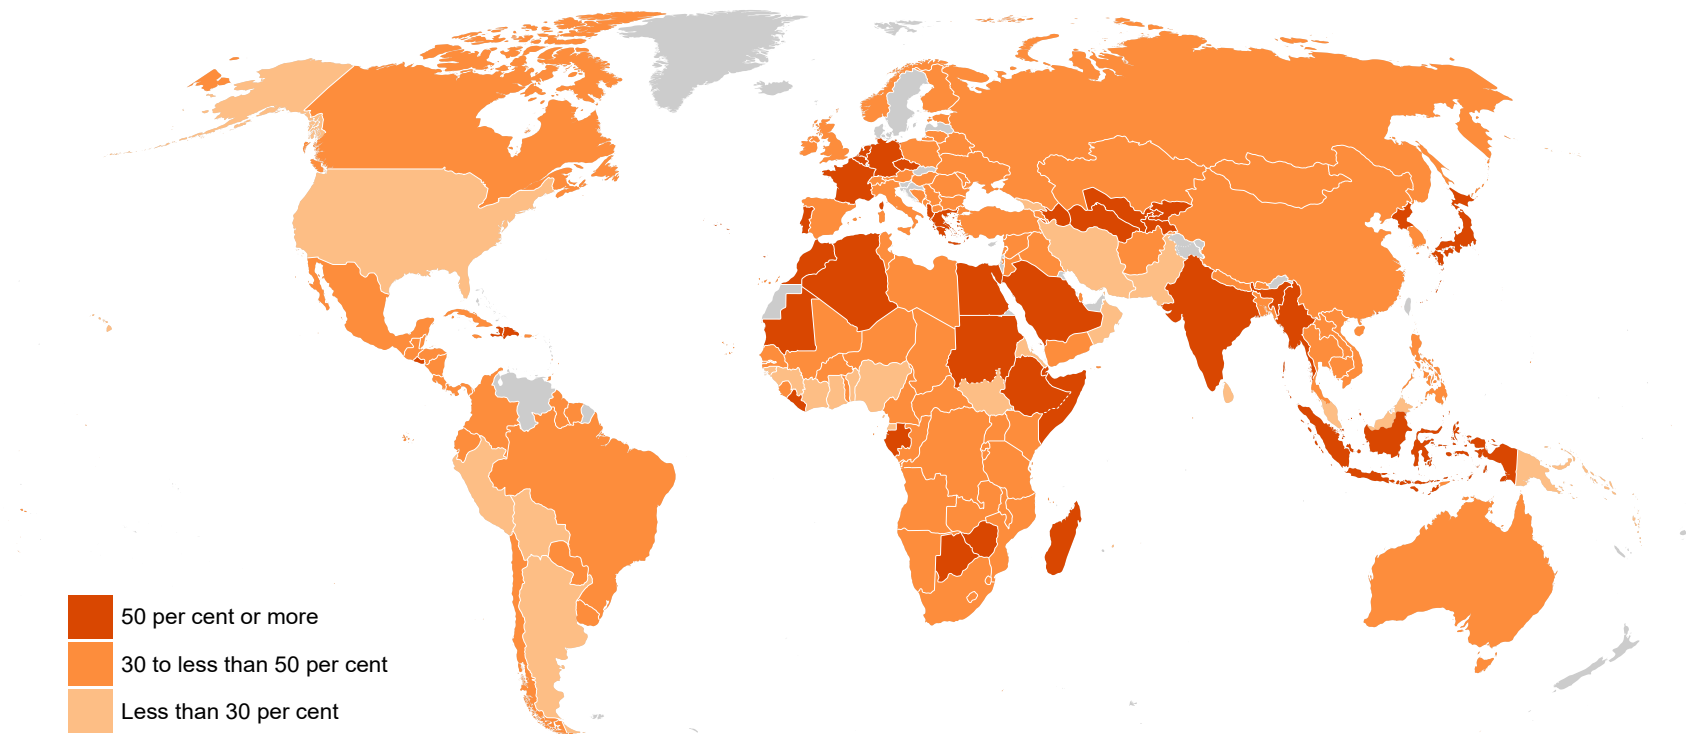 50 per cent or more
30 to less than 50 per cent
Less than 30 per cent